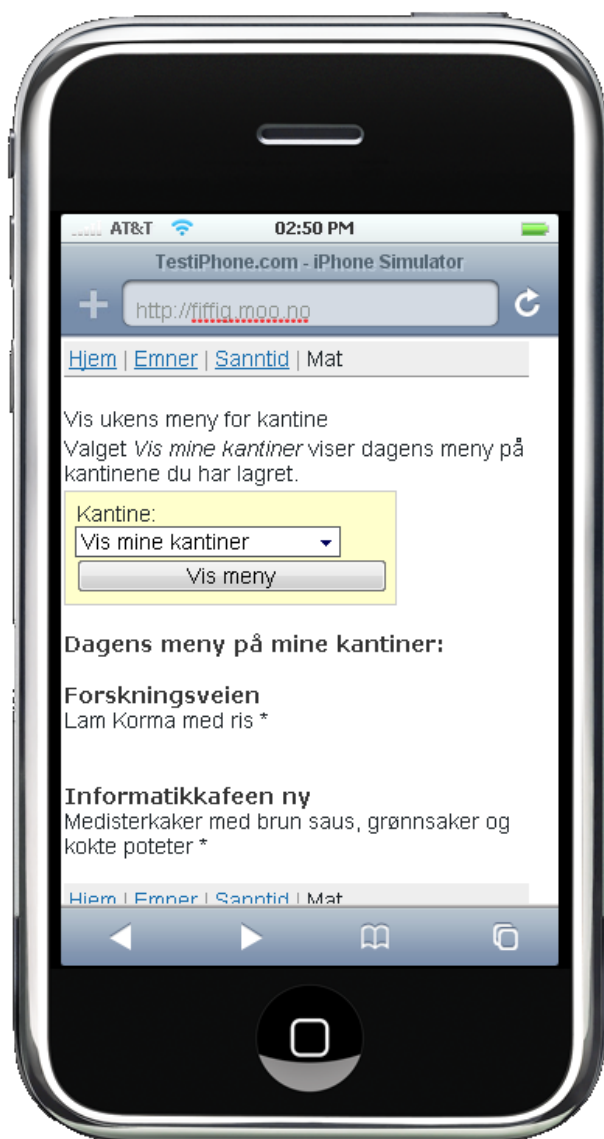 AT&T 02:50 PM
TestiPhone.com - iPhone Simulator
http://fiffig.moo.no
Hjem | Emner | Sanntid | Mat
Vis ukens meny for kantine
Valget Vis mine kantiner viser dagens meny på
kantinene du har lagret.
Kantine:
Vis mine kantiner
Vis meny
Dagens meny på mine kantiner:
Forskningsveien
Lam Korma med ris *
Informatikkafeen ny
Medisterkaker med brun saus, grønnsaker og
kokte poteter *
Hjem | Emner | Sanntid | Mat